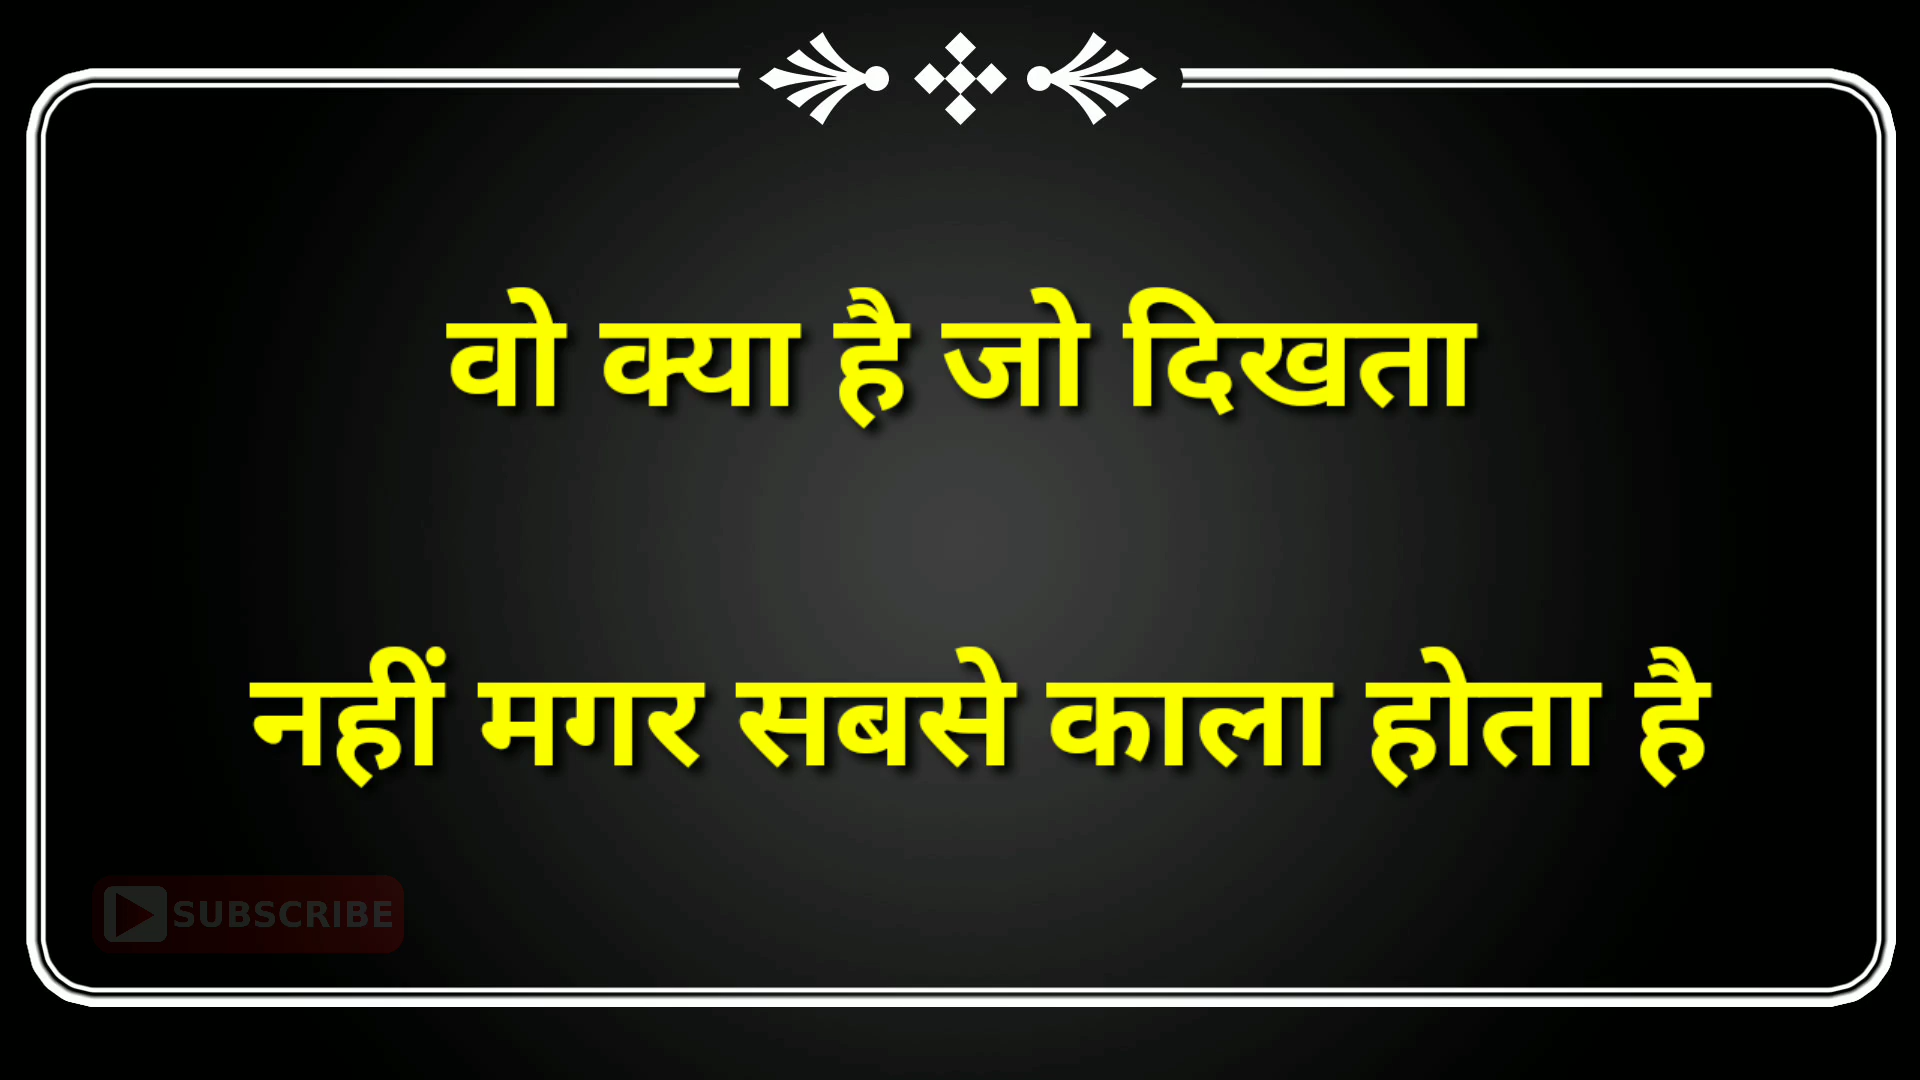 वो क्या है जो दिखता
नहीं मगर सबसे काला होता है
SUBSCRIBE